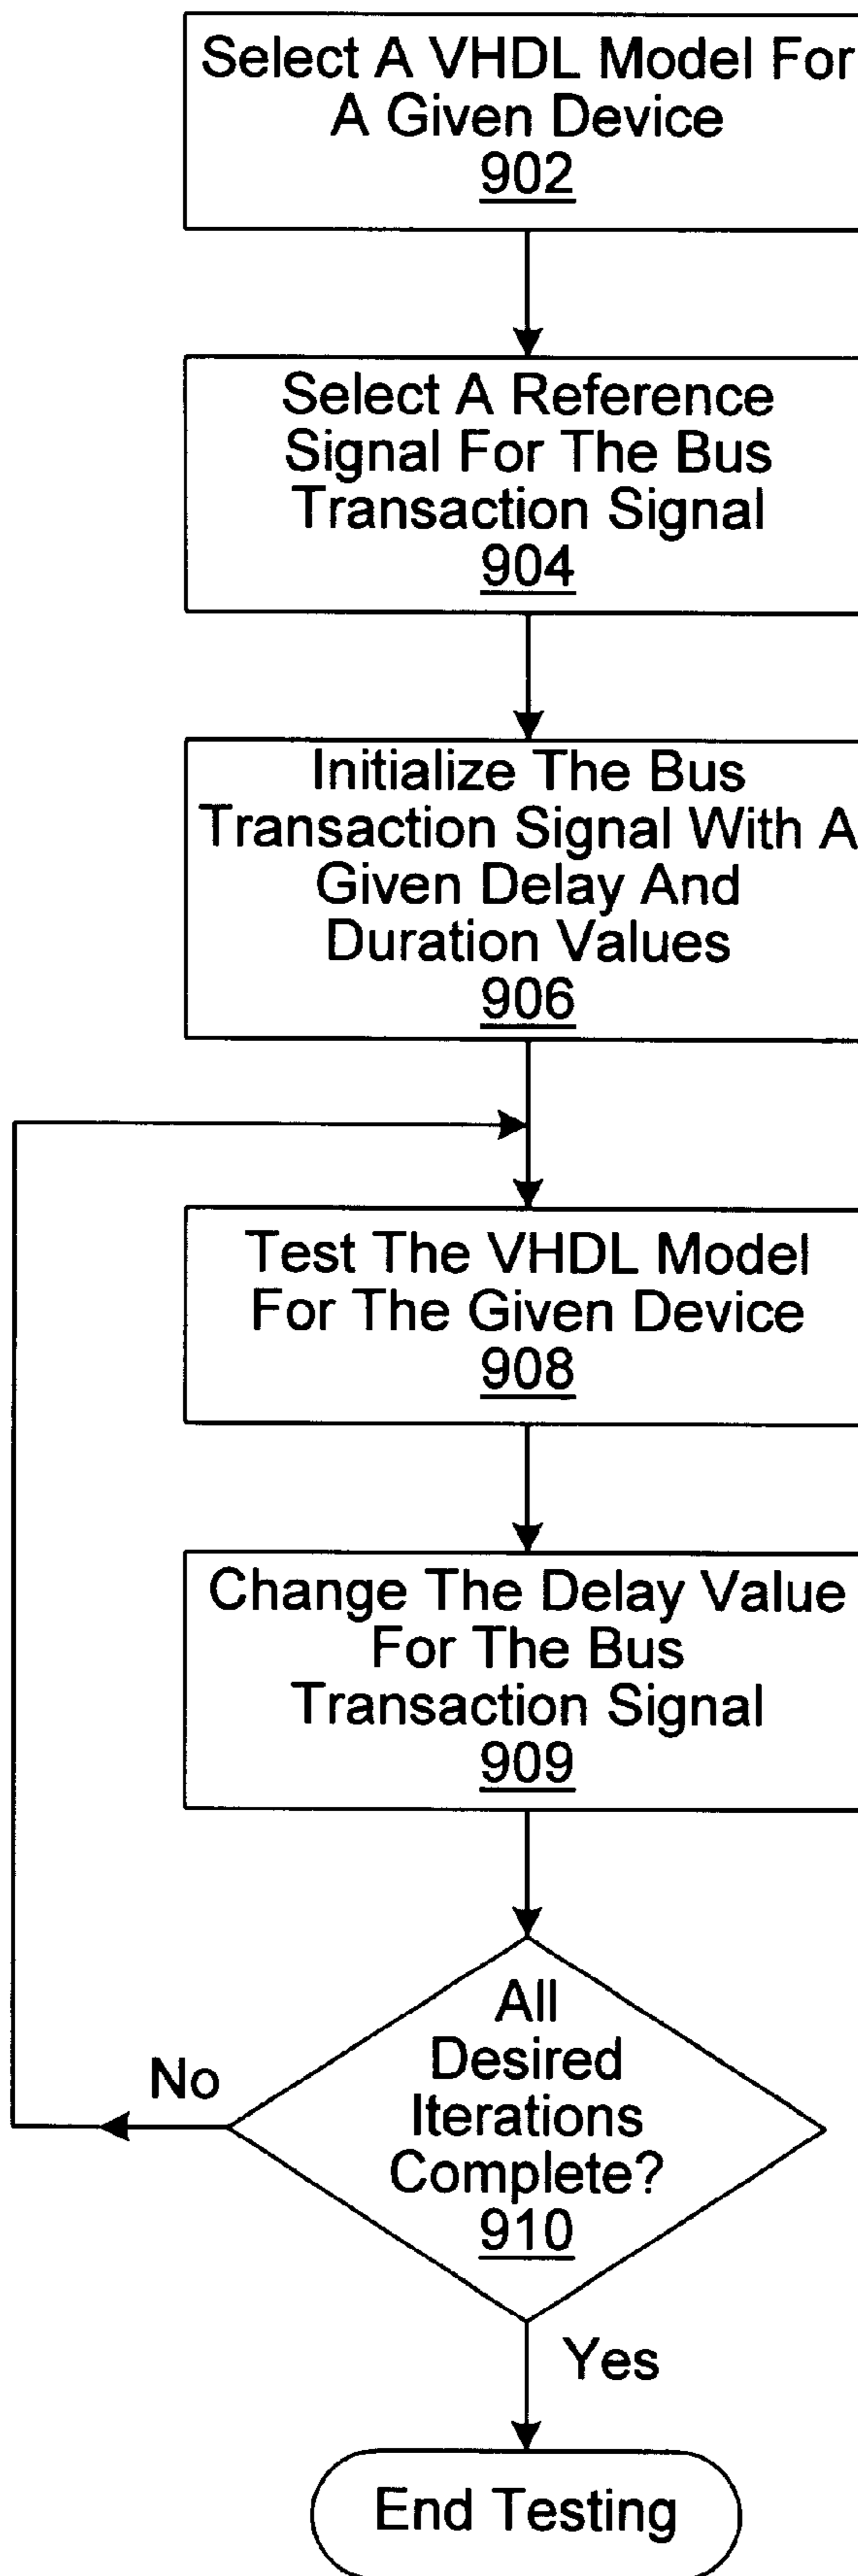 Select A VHDL Model For
A Given Device
902
Select A Reference
Signal For The Bus
Transaction Signal
904
Initialize The Bus
Transaction Signal With A
Given Delay And
Duration Values
906
Test The VHDL Model
For The Given Device
908
Change The Delay Value
For The Bus
Transaction Signal
909
All
Desired
Iterations
Complete?
910
No
Yes
End Testing